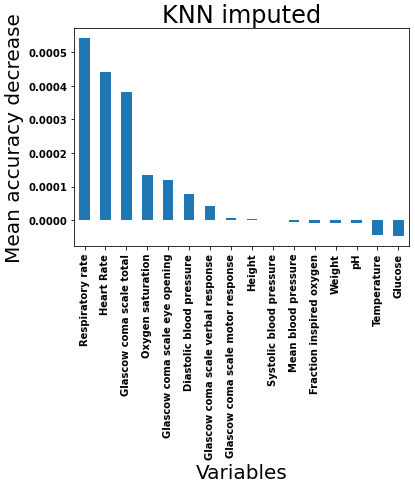 KNN imputed
Mean accuracy decrease
0.0005
0.0004
0.0003
0.0002
0.0001
0.0000
Respiratory rate
Heart Rate
Glascow coma scale total
Oxygen saturation
Glascow coma scale eye opening
Diastolic blood pressure
Glascow coma scale verbal response
Glascow coma scale motor response
Height
Systolic blood pressure
Mean blood pressure
Fraction inspired oxygen
Weight
pH
Temperature
Glucose
Variables